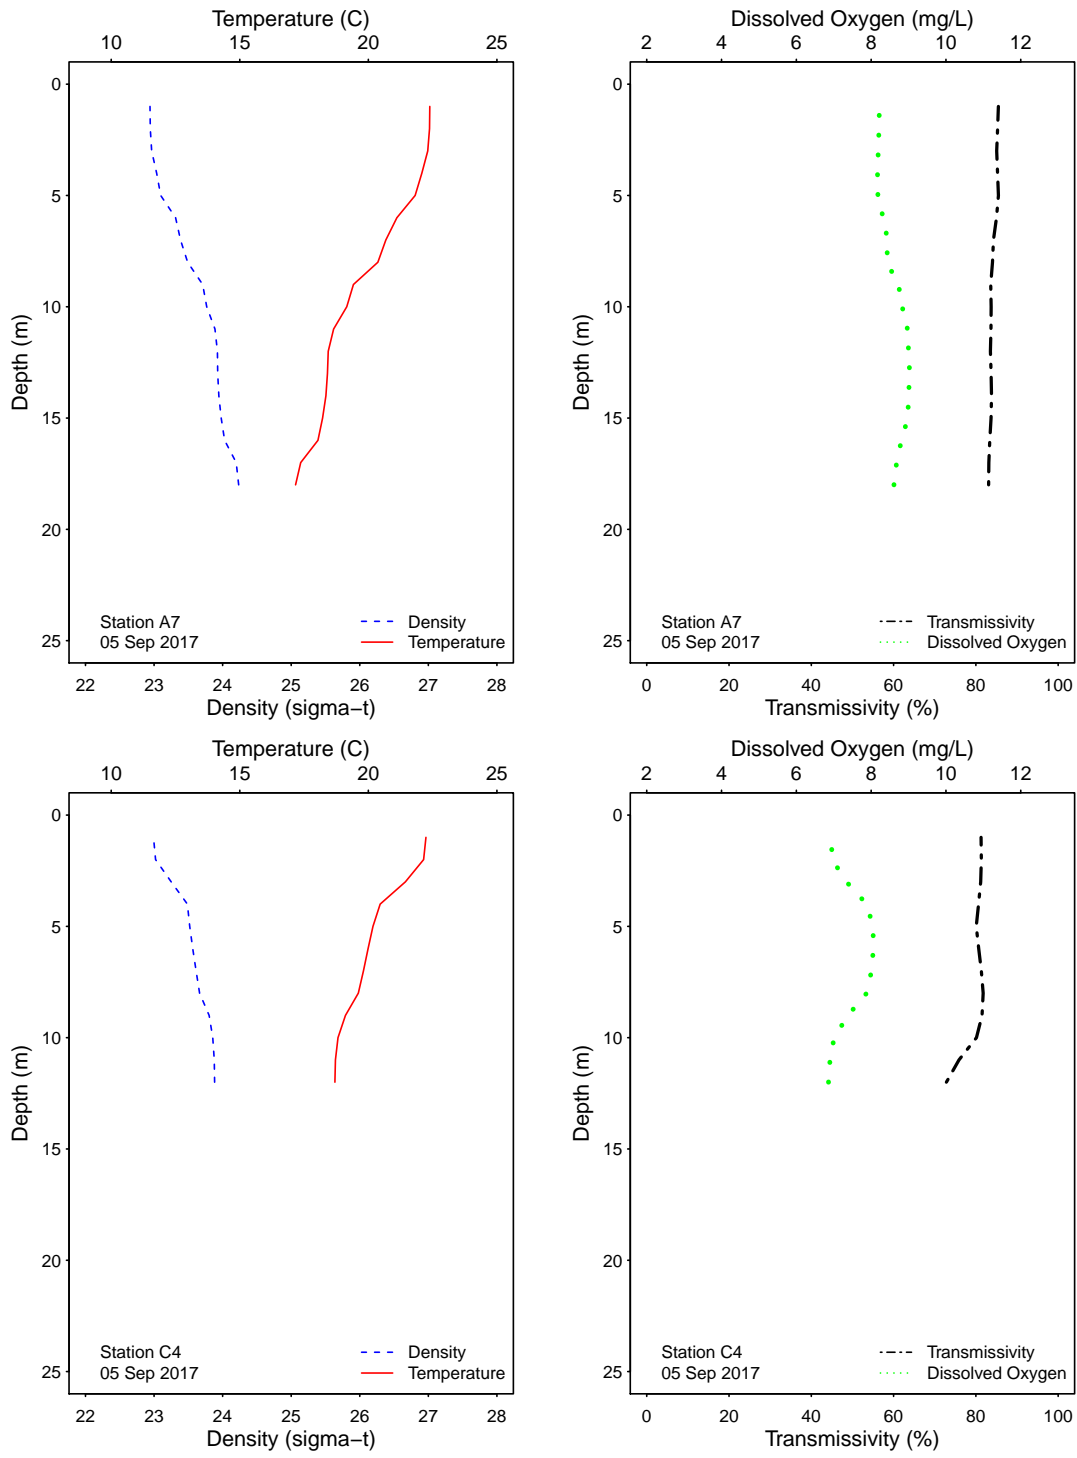 Temperature (C)
10 15 20 25
0
5
10
15
20
25
Depth (m)
Station A7
05 Sep 2017
Density
Temperature
22 23 24 25 26 27 28
Density (sigma−t)
Dissolved Oxygen (mg/L)
2 4 6 8 10 12
0
5
10
15
20
25
Depth (m)
Station A7
05 Sep 2017
Transmissivity
Dissolved Oxygen
0 20 40 60 80 100
Transmissivity (%)
Temperature (C)
10 15 20 25
0
5
10
15
20
25
Depth (m)
Station C4
05 Sep 2017
Density
Temperature
22 23 24 25 26 27 28
Density (sigma−t)
Dissolved Oxygen (mg/L)
2 4 6 8 10 12
0
5
10
15
20
25
Depth (m)
Station C4
05 Sep 2017
Transmissivity
Dissolved Oxygen
0 20 40 60 80 100
Transmissivity (%)